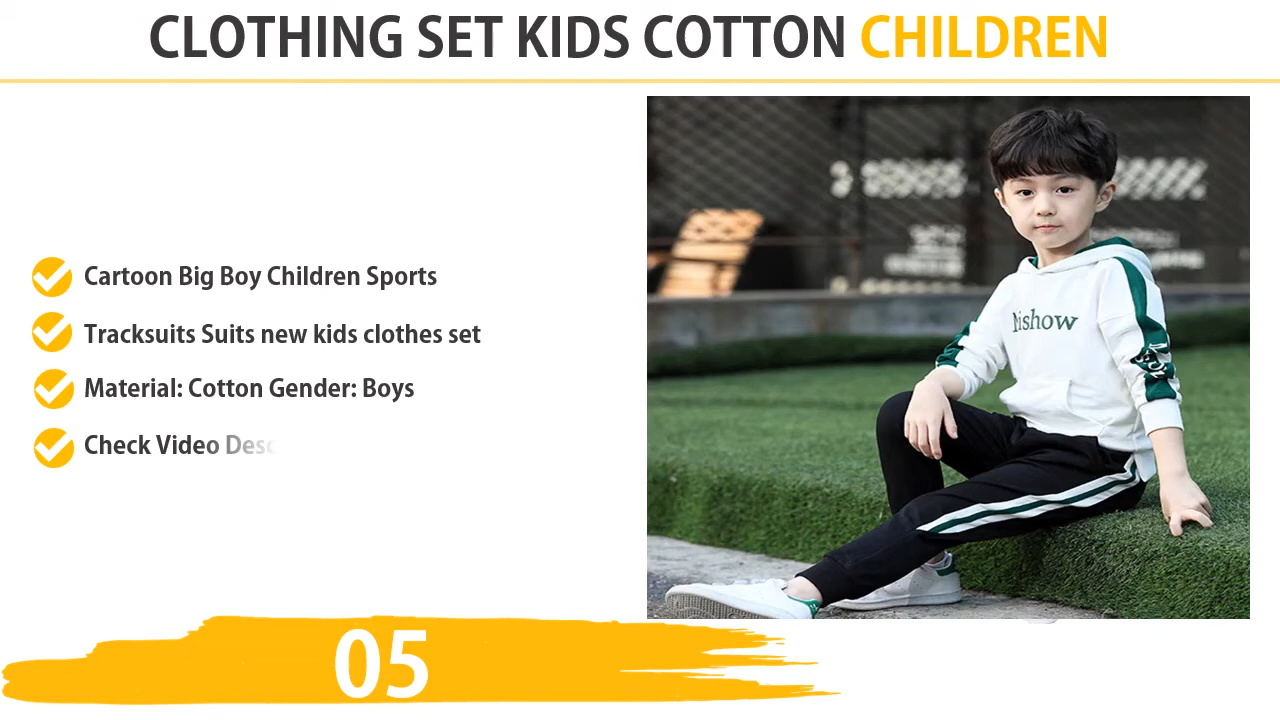 CLOTHING SET KIDS COTTON CHILDREN
Cartoon Big Boy Children Sports
Tracksuits Suits new kids clothes set
Material: Cotton Gender: Boys
Check Video Desc
05